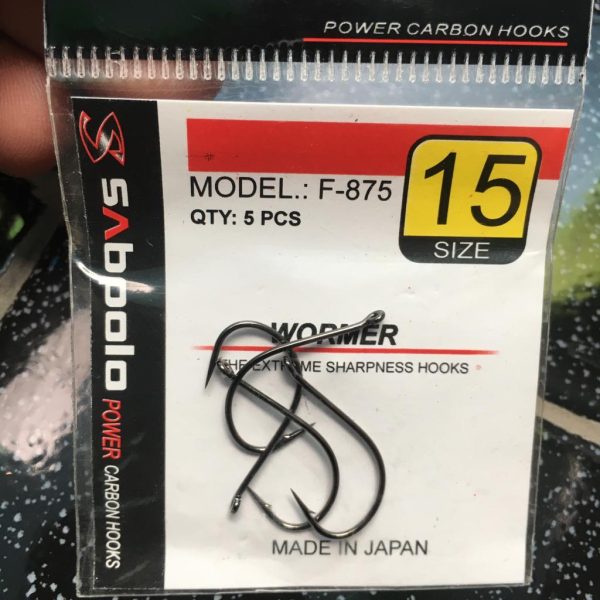 POWER CARBON HOOKS
MODEL.: F-875
QTY: 5 PCS
15
SIZE
sabpolo POWER CARBON HOOKS
WORMER
THE EXTREME SHARPNESS HOOKS
MADE IN JAPAN